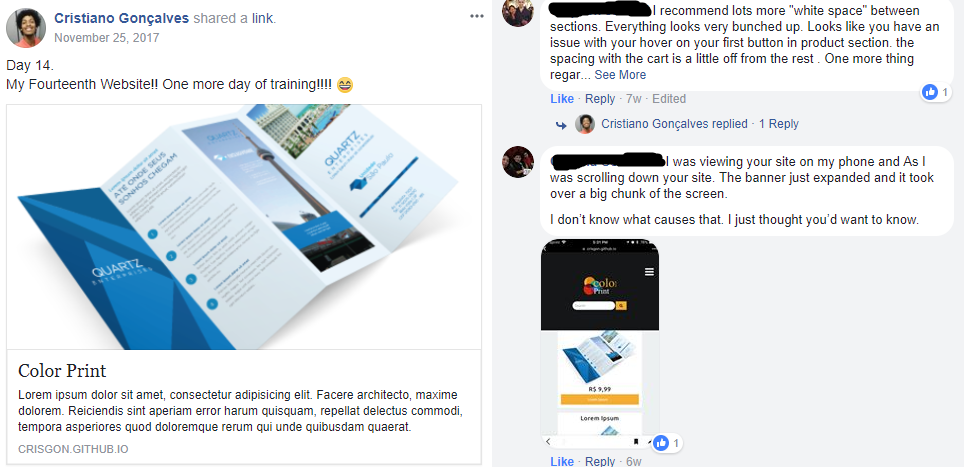 Cristiano Gonçalves shared a link.
November 25, 2017
Day 14.
My Fourteenth Website!! One more day of training!!!! 😄
ATÉ ONDE SEUS
SONHOS CHEGAM
QUARTZ
ENTERPRISES
QUARTZ
São Paulo
Color Print
Lorem ipsum dolor sit amet, consectetur adipisicing elit. Facere architecto, maxime
dolorem. Reiciendis sint aperiam error harum quisquam, repellat delectus commodi,
tempora asperiores quod doloremque rerum qui unde quibusdam quaerat.
CRISGON.GITHUB.IO
I recommend lots more "white space" between
sections. Everything looks very bunched up. Looks like you have an
issue with your hover on your first button in product section. the
spacing with the cart is a little off from the rest . One more thing
regar... See More
1
Like · Reply · 7w · Edited
Cristiano Gonçalves replied · 1 Reply
I was viewing your site on my phone and As I
was scrolling down your site. The banner just expanded and it took
over a big chunk of the screen.
I don’t know what causes that. I just thought you’d want to know.
crisgon.github.io
color
Print
R$ 9,99
Lorem Ipsum
1
Like · Reply · 6w